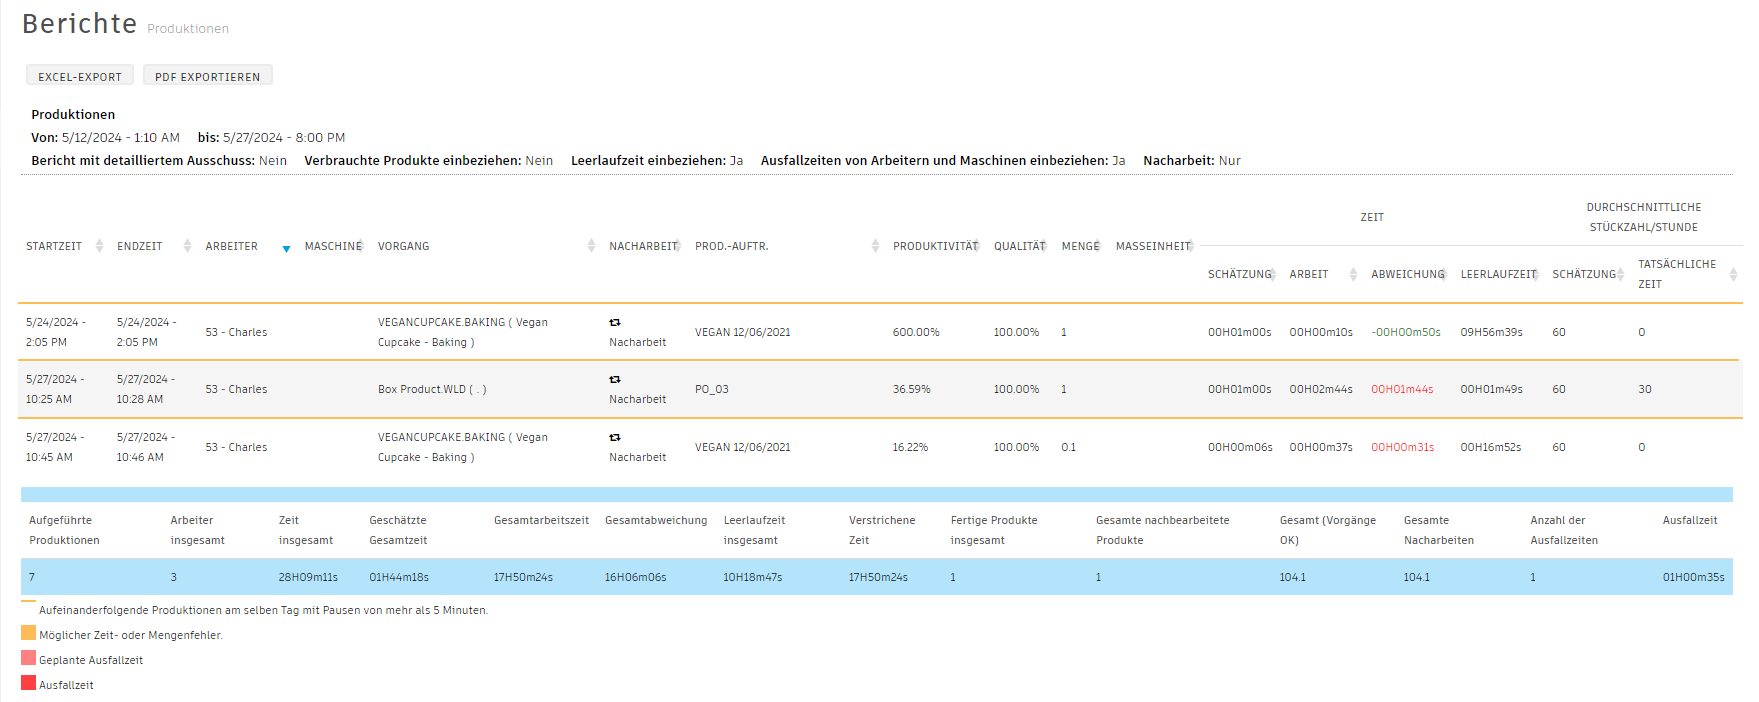 Berichte Produktionen
EXCEL-EXPORT PDF EXPORTIEREN
Produktionen
Von: 5/12/2024 - 1:10 AM bis: 5/27/2024 - 8:00 PM
Bericht mit detailliertem Ausschuss: Nein Verbrauchte Produkte einbeziehen: Nein Leerlaufzeit einbeziehen: Ja Ausfallzeiten von Arbeitern und Maschinen einbeziehen: Ja Nacharbeit: Nur
ZEIT DURCHSCHNITTLICHE
STÜCKZAHL/STUNDE
STARTZEIT ENDZEIT ARBEITER MASCHINE VORGANG NACHARBEIT PROD.-AUFTR. PRODUKTIVITÄT QUALITÄT MENGE MASSEINHEIT
SCHÄTZUNG ARBEIT ABWEICHUNG LEERLAUFZEIT SCHÄTZUNG TATSÄCHLICHE
ZEIT
5/24/2024 - 5/24/2024 - VEGANCUPCAKE.BAKING ( Vegan
53 - Charles VEGAN 12/06/2021 600.00% 100.00% 1 00H01m00s 00H00m10s -00H00m50s 09H56m39s 60 0
2:05 PM 2:05 PM Cupcake - Baking ) Nacharbeit
5/27/2024 - 5/27/2024 -
53 - Charles Box Product.WLD ( . ) PO_03 36.59% 100.00% 1 00H01m00s 00H02m44s 00H01m44s 00H01m49s 60 30
10:25 AM 10:28 AM Nacharbeit
5/27/2024 - 5/27/2024 - VEGANCUPCAKE.BAKING ( Vegan
53 - Charles VEGAN 12/06/2021 16.22% 100.00% 0.1 00H00m06s 00H00m37s 00H00m31s 00H16m52s 60 0
10:45 AM 10:46 AM Cupcake - Baking ) Nacharbeit
Aufgeführte Arbeiter Zeit Geschätzte Gesamtarbeitszeit Gesamtabweichung Leerlaufzeit Verstrichene Fertige Produkte Gesamte nachbearbeitete Gesamt (Vorgänge Gesamte Anzahl der Ausfallzeit
Produktionen insgesamt insgesamt Gesamtzeit insgesamt Zeit insgesamt Produkte OK) Nacharbeiten Ausfallzeiten
7 3 28H09m11s 01H44m18s 17H50m24s 16H06m06s 10H18m47s 17H50m24s 1 1 104.1 104.1 1 01H00m35s
Aufeinanderfolgende Produktionen am selben Tag mit Pausen von mehr als 5 Minuten.
Möglicher Zeit- oder Mengenfehler.
Geplante Ausfallzeit
Ausfallzeit